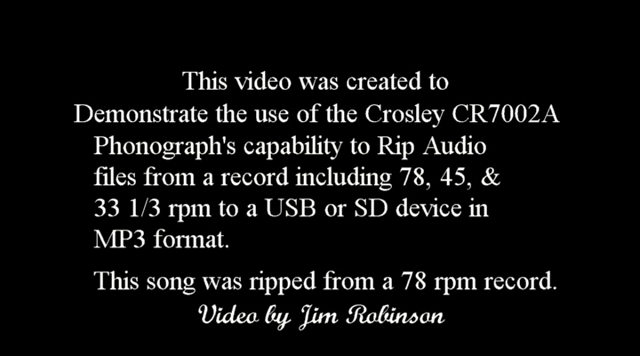 This video was created to
Demonstrate the use of the Crosley CR7002A
Phonograph's capability to Rip Audio
files from a record including 78, 45, &
33 1/3 rpm to a USB or SD device in
MP3 format.
This song was ripped from a 78 rpm record.
Video by Jim Robinson